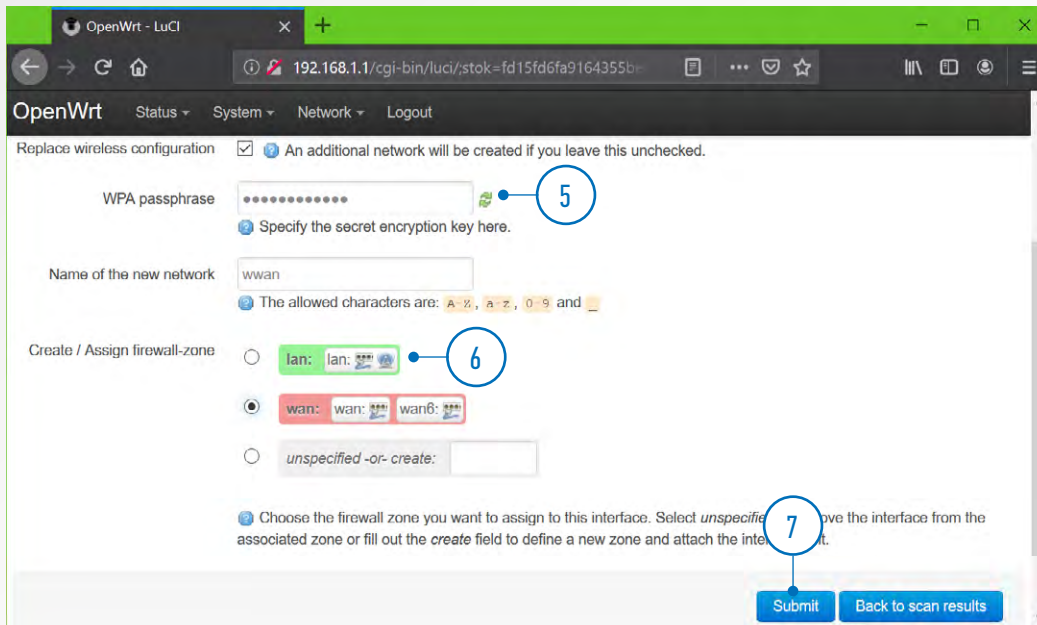 OpenWrt - LuCI
192.168.1.1/cgi-bin/luci/;stok=fd15fd6fa9164355b
OpenWrt Status System Network Logout
Replace wireless configuration An additional network will be created if you leave this unchecked.
WPA passphrase •••••••••••• 5
Specify the secret encryption key here.
Name of the new network wwan
The allowed characters are: A-Z, a-z, 0-9 and _
Create / Assign firewall-zone lan: lan: 6
wan: wan: wan6:
unspecified -or- create:
Choose the firewall zone you want to assign to this interface. Select unspecifie ove the interface from the
associated zone or fill out the create field to define a new zone and attach the inte t.
7
Submit Back to scan results